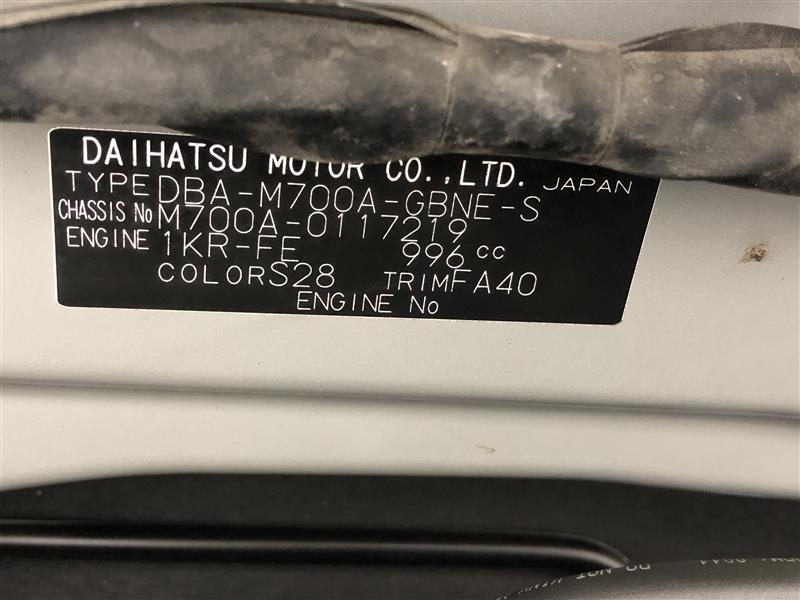 DAIHATSU MOTOR CO.,LTD. JAPAN
TYPE DBA-M700A-GBNE-S
CHASSIS No M700A-0117219
ENGINE 1KR-FE 996 cc
COLOR S28 TRIM FA40
ENGINE No